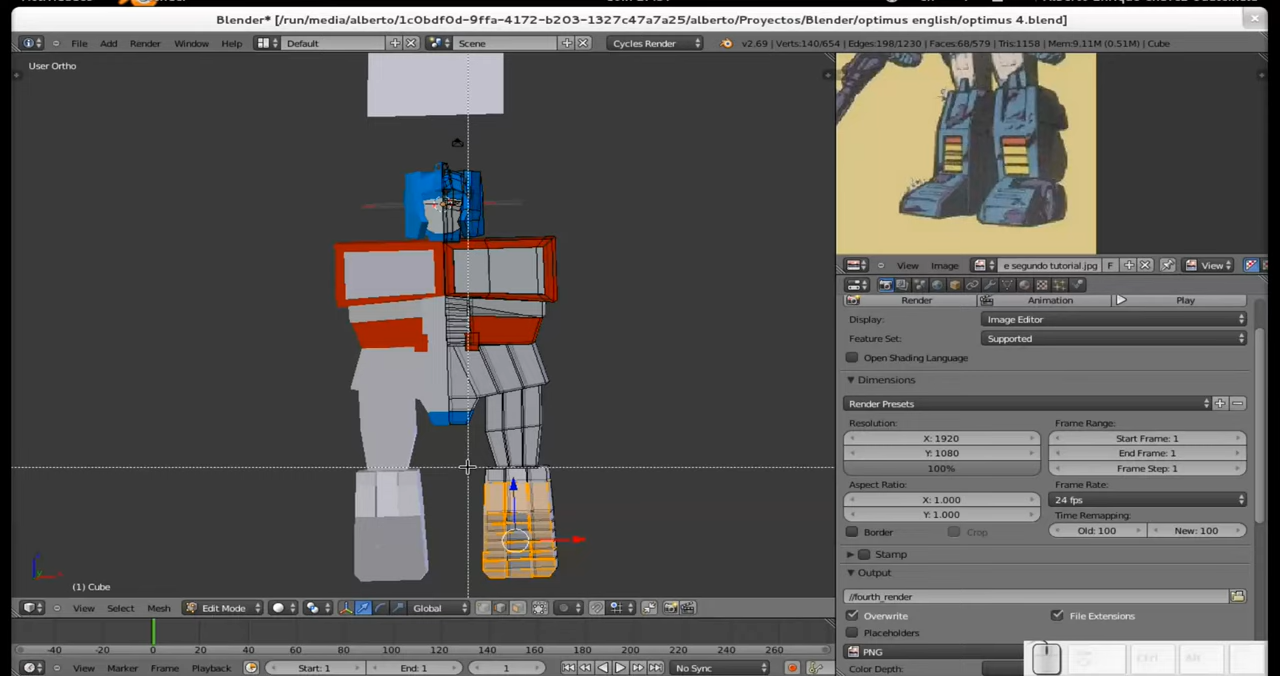 Blender* [/run/media/alberto/1c0bdf0d-9ffa-4172-b203-1327c47a7a25/alberto/Proyectos/Blender/optimus english/optimus 4.blend]
File Add Render Window Help Default Scene Cycles Render v2.69 | Verts:140/654 | Edges:198/1230 | Faces:68/579 | Tris:1158 | Mem:9.11M (0.51M) | Cube
User Ortho
View Image e segundo tutorial.jpg F View
Render Animation Play
Display: Image Editor
Feature Set: Supported
Open Shading Language
Dimensions
Render Presets
Resolution: Frame Range:
X: 1920 Start Frame: 1
Y: 1080 End Frame: 1
100% Frame Step: 1
Aspect Ratio: Frame Rate:
X: 1.000 24 fps
Y: 1.000 Time Remapping:
Border Crop Old: 100 New: 100
Stamp
Output
//fourth_render
Overwrite File Extensions
Placeholders
PNG
Color Depth:
(1) Cube
View Select Mesh Edit Mode Global
-40 -20 0 20 40 60 80 100 120 140 160 180 200 220 240 260
View Marker Frame Playback Start: 1 End: 1 1 No Sync
Ctrl Alt